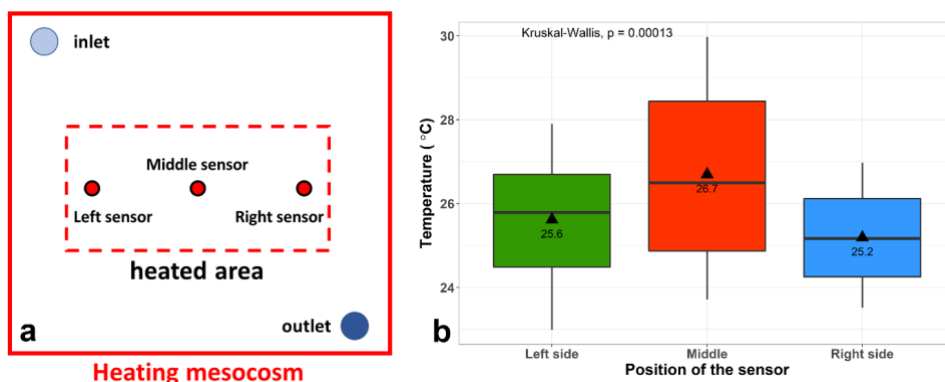 inlet
Middle sensor
Left sensor
Right sensor
heated area
outlet
a
Heating mesocosm
Kruskal-Wallis, p = 0.00013
Temperature ( °C)
30
28
26
24
25.6
26.7
25.2
Left side
Middle
Right side
Position of the sensor
b